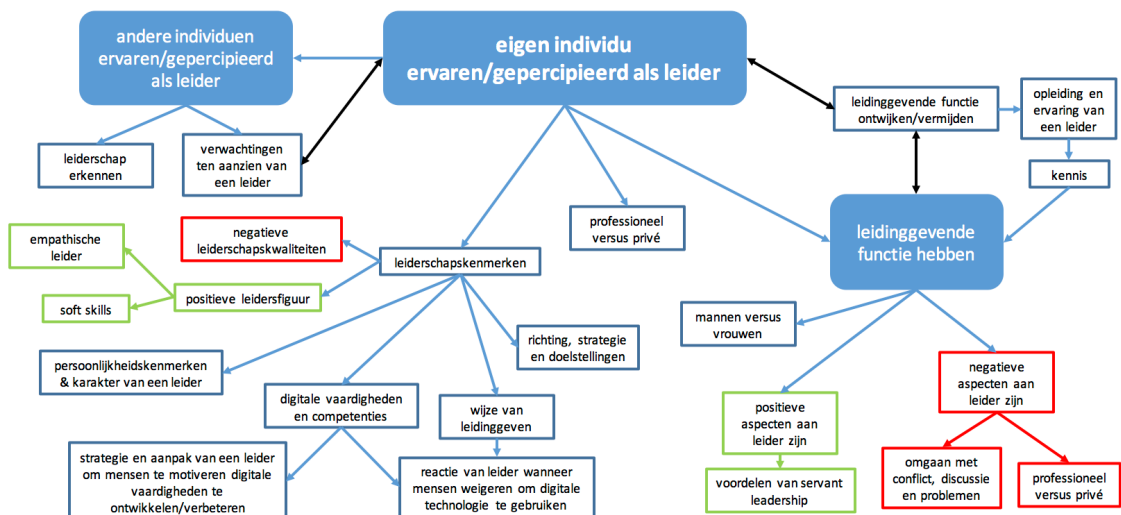 andere individuen
ervaren/gepercipieerd
als leider
eigen individu
ervaren/gepercipieerd als leider
leidinggevende functie
ontwijken/vermijden
opleiding en
ervaring van
een leider
leiderschap
erkennen
verwachtingen
ten aanzien van
een leider
kennis
professioneel
versus privé
leidinggevende
functie hebben
empathische
leider
negatieve
leiderschapskwaliteiten
leiderschapskenmerken
soft skills
positieve leidersfiguur
mannen versus
vrouwen
richting, strategie
en doelstellingen
persoonlijkheidskenmerken
& karakter van een leider
digitale vaardigheden
en competenties
wijze van
leidinggeven
positieve
aspecten aan
leider zijn
negatieve
aspecten aan
leider zijn
strategie en aanpak van een leider
om mensen te motiveren digitale
vaardigheden te
ontwikkelen/verbeteren
reactie van leider wanneer
mensen weigeren om digitale
technologie te gebruiken
voordelen van servant
leadership
omgaan met
conflict, discussie
en problemen
professioneel
versus privé